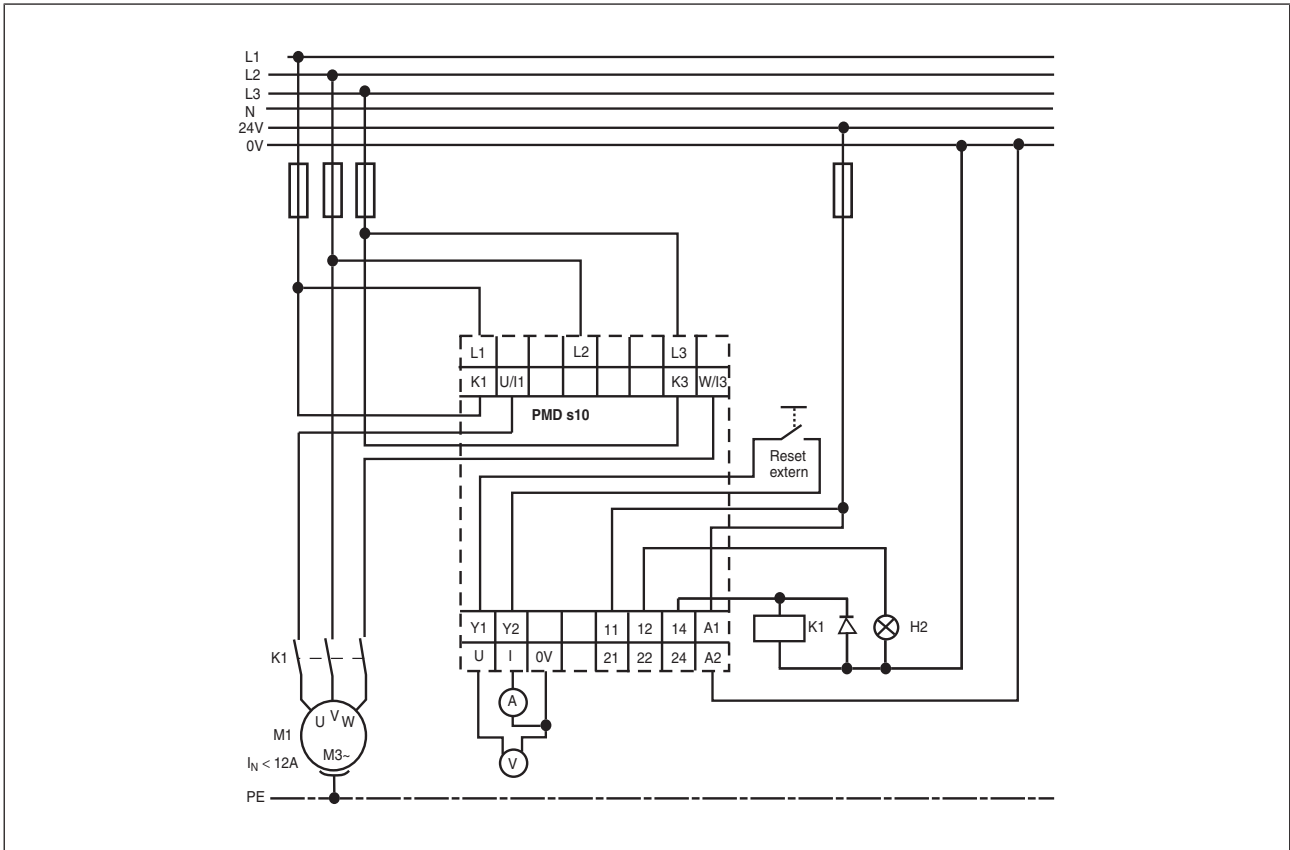 L1
L2
L3
N
24V
0V
L1 L2 L3
K1 U/I1 K3 W/I3
PMD s10
Reset
extern
Y1 Y2 11 12 14 A1
U I 0V 21 22 24 A2
K1 H2
K1
A
U V W
M1
M3~
V
IN < 12A
PE